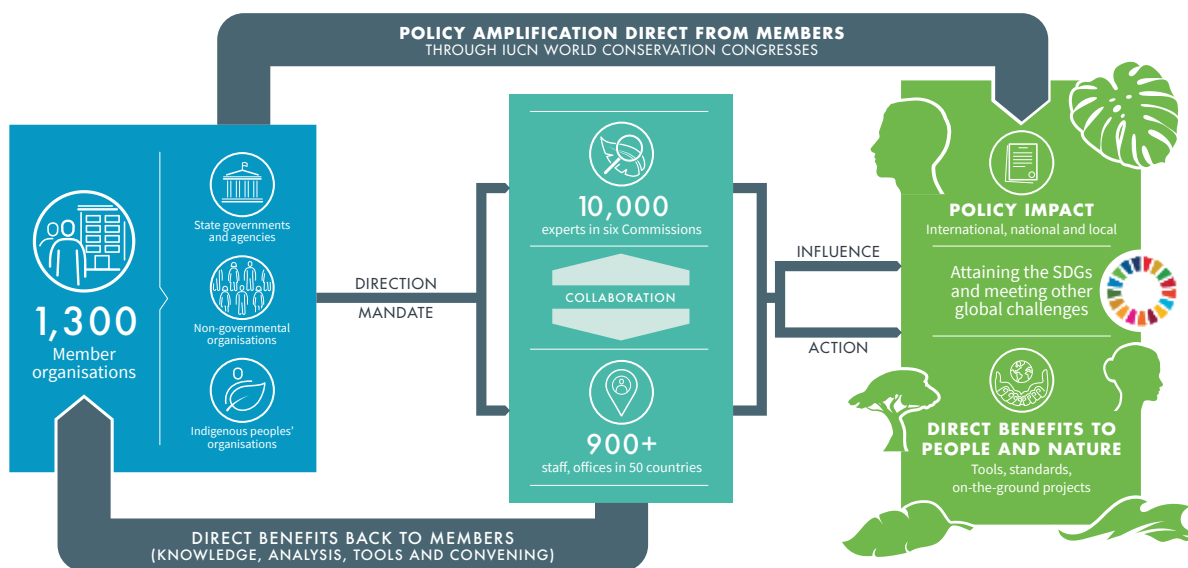 POLICY AMPLIFICATION DIRECT FROM MEMBERS
THROUGH IUCN WORLD CONSERVATION CONGRESSES
1,300
Member
organisations
State governments
and agencies
Non-governmental
organisations
Indigenous peoples'
organisations
DIRECTION
MANDATE
10,000
experts in six Commissions
COLLABORATION
900+
staff, offices in 50 countries
INFLUENCE
ACTION
POLICY IMPACT
International, national and local
Attaining the SDGs
and meeting other
global challenges
DIRECT BENEFITS TO
PEOPLE AND NATURE
Tools, standards,
on-the-ground projects
DIRECT BENEFITS BACK TO MEMBERS
(KNOWLEDGE, ANALYSIS, TOOLS AND CONVENING)